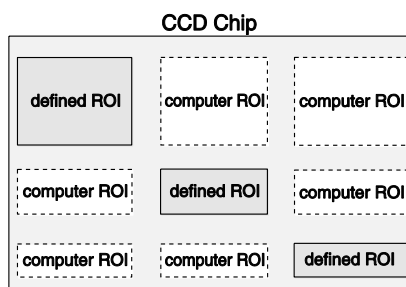 CCD Chip
defined ROI computer ROI computer ROI
computer ROI defined ROI computer ROI
computer ROI computer ROI defined ROI